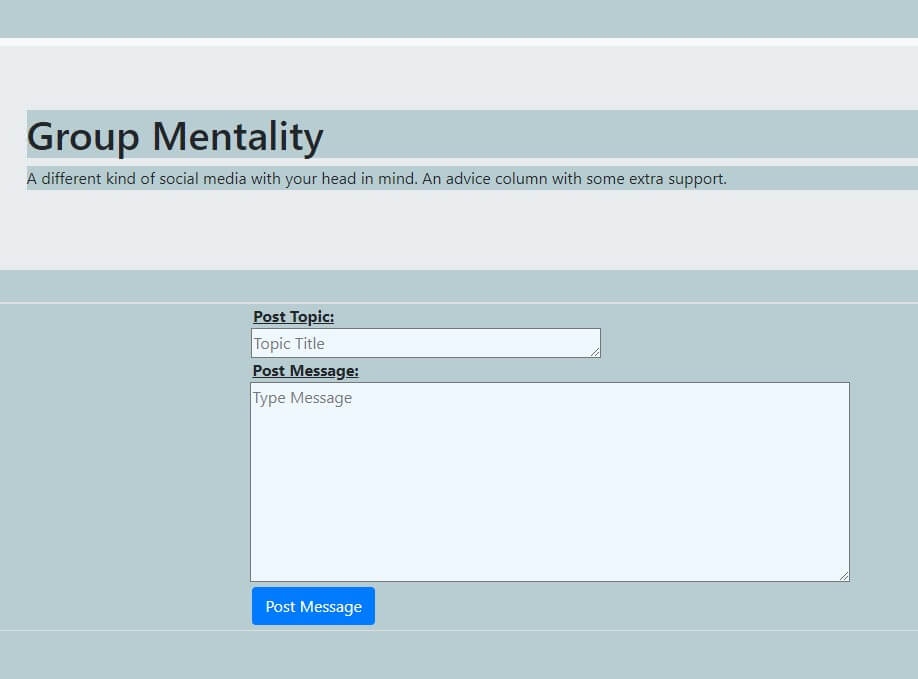 Group Mentality
A different kind of social media with your head in mind. An advice column with some extra support.
Post Topic:
Topic Title
Post Message:
Type Message
Post Message